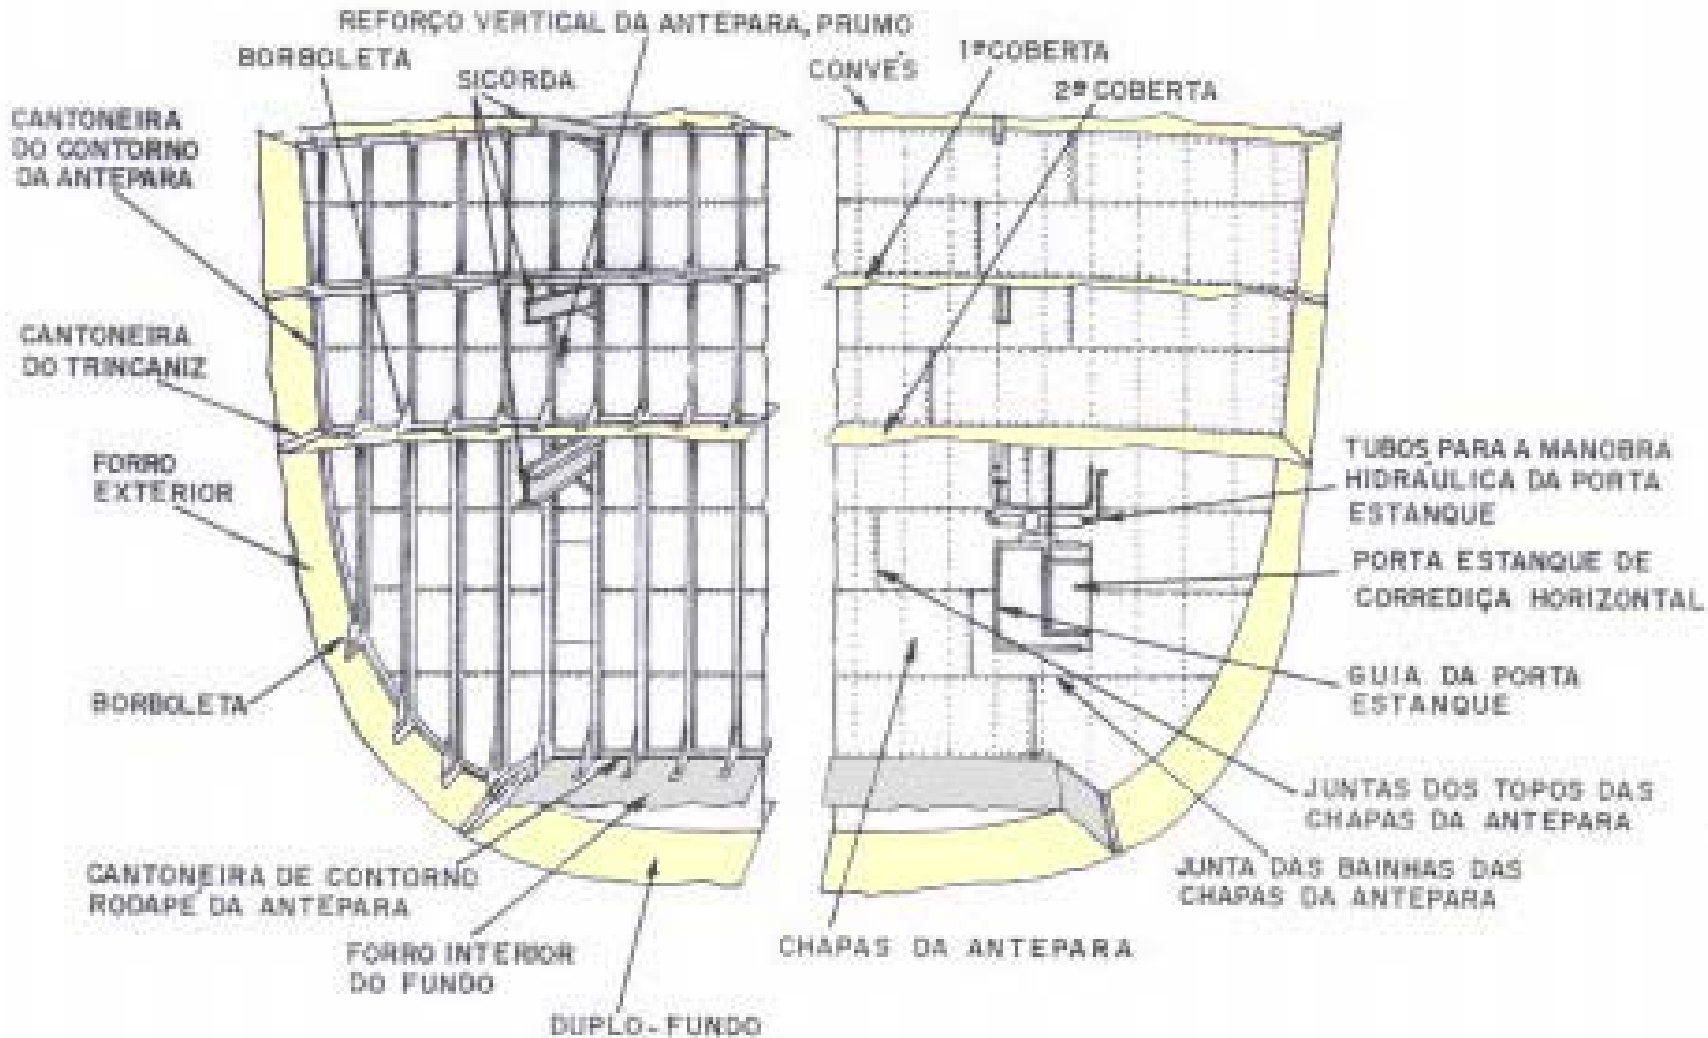 REFORÇO VERTICAL DA ANTEPARA, PRUMO
BORBOLETA
SICORDA
CONVÉS
1ª COBERTA
2ª COBERTA
CANTONEIRA
DO CONTORNO
DA ANTEPARA
CANTONEIRA
DO TRINCANIZ
FORRO
EXTERIOR
BORBOLETA
CANTONEIRA DE CONTORNO
RODAPÉ DA ANTEPARA
FORRO INTERIOR
DO FUNDO
DUPLO-FUNDO
TUBOS PARA A MANOBRA
HIDRÁULICA DA PORTA
ESTANQUE
PORTA ESTANQUE DE
CORREDIÇA HORIZONTAL
GUIA DA PORTA
ESTANQUE
JUNTAS DOS TOPOS DAS
CHAPAS DA ANTEPARA
JUNTA DAS BAINHAS DAS
CHAPAS DA ANTEPARA
CHAPAS DA ANTEPARA